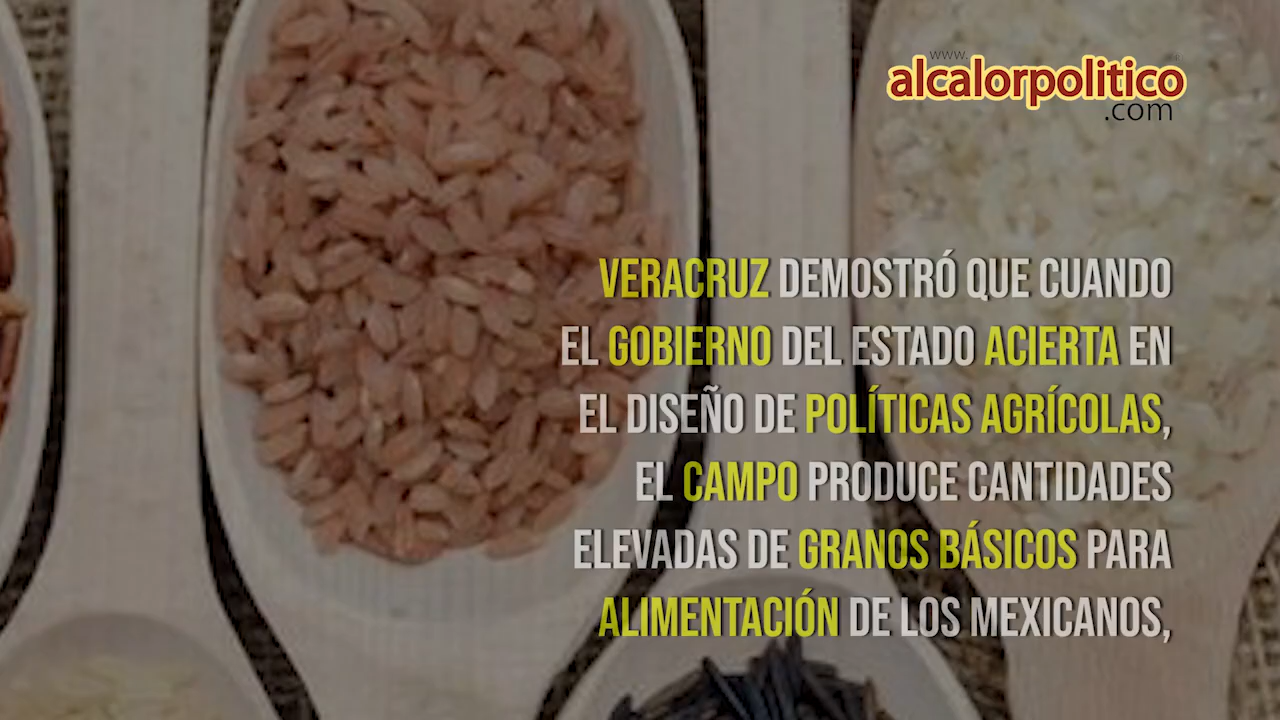 www.
alcalorpolitico
.com
VERACRUZ DEMOSTRÓ QUE CUANDO
EL GOBIERNO DEL ESTADO ACIERTA EN
EL DISEÑO DE POLÍTICAS AGRÍCOLAS,
EL CAMPO PRODUCE CANTIDADES
ELEVADAS DE GRANOS BÁSICOS PARA
ALIMENTACIÓN DE LOS MEXICANOS,